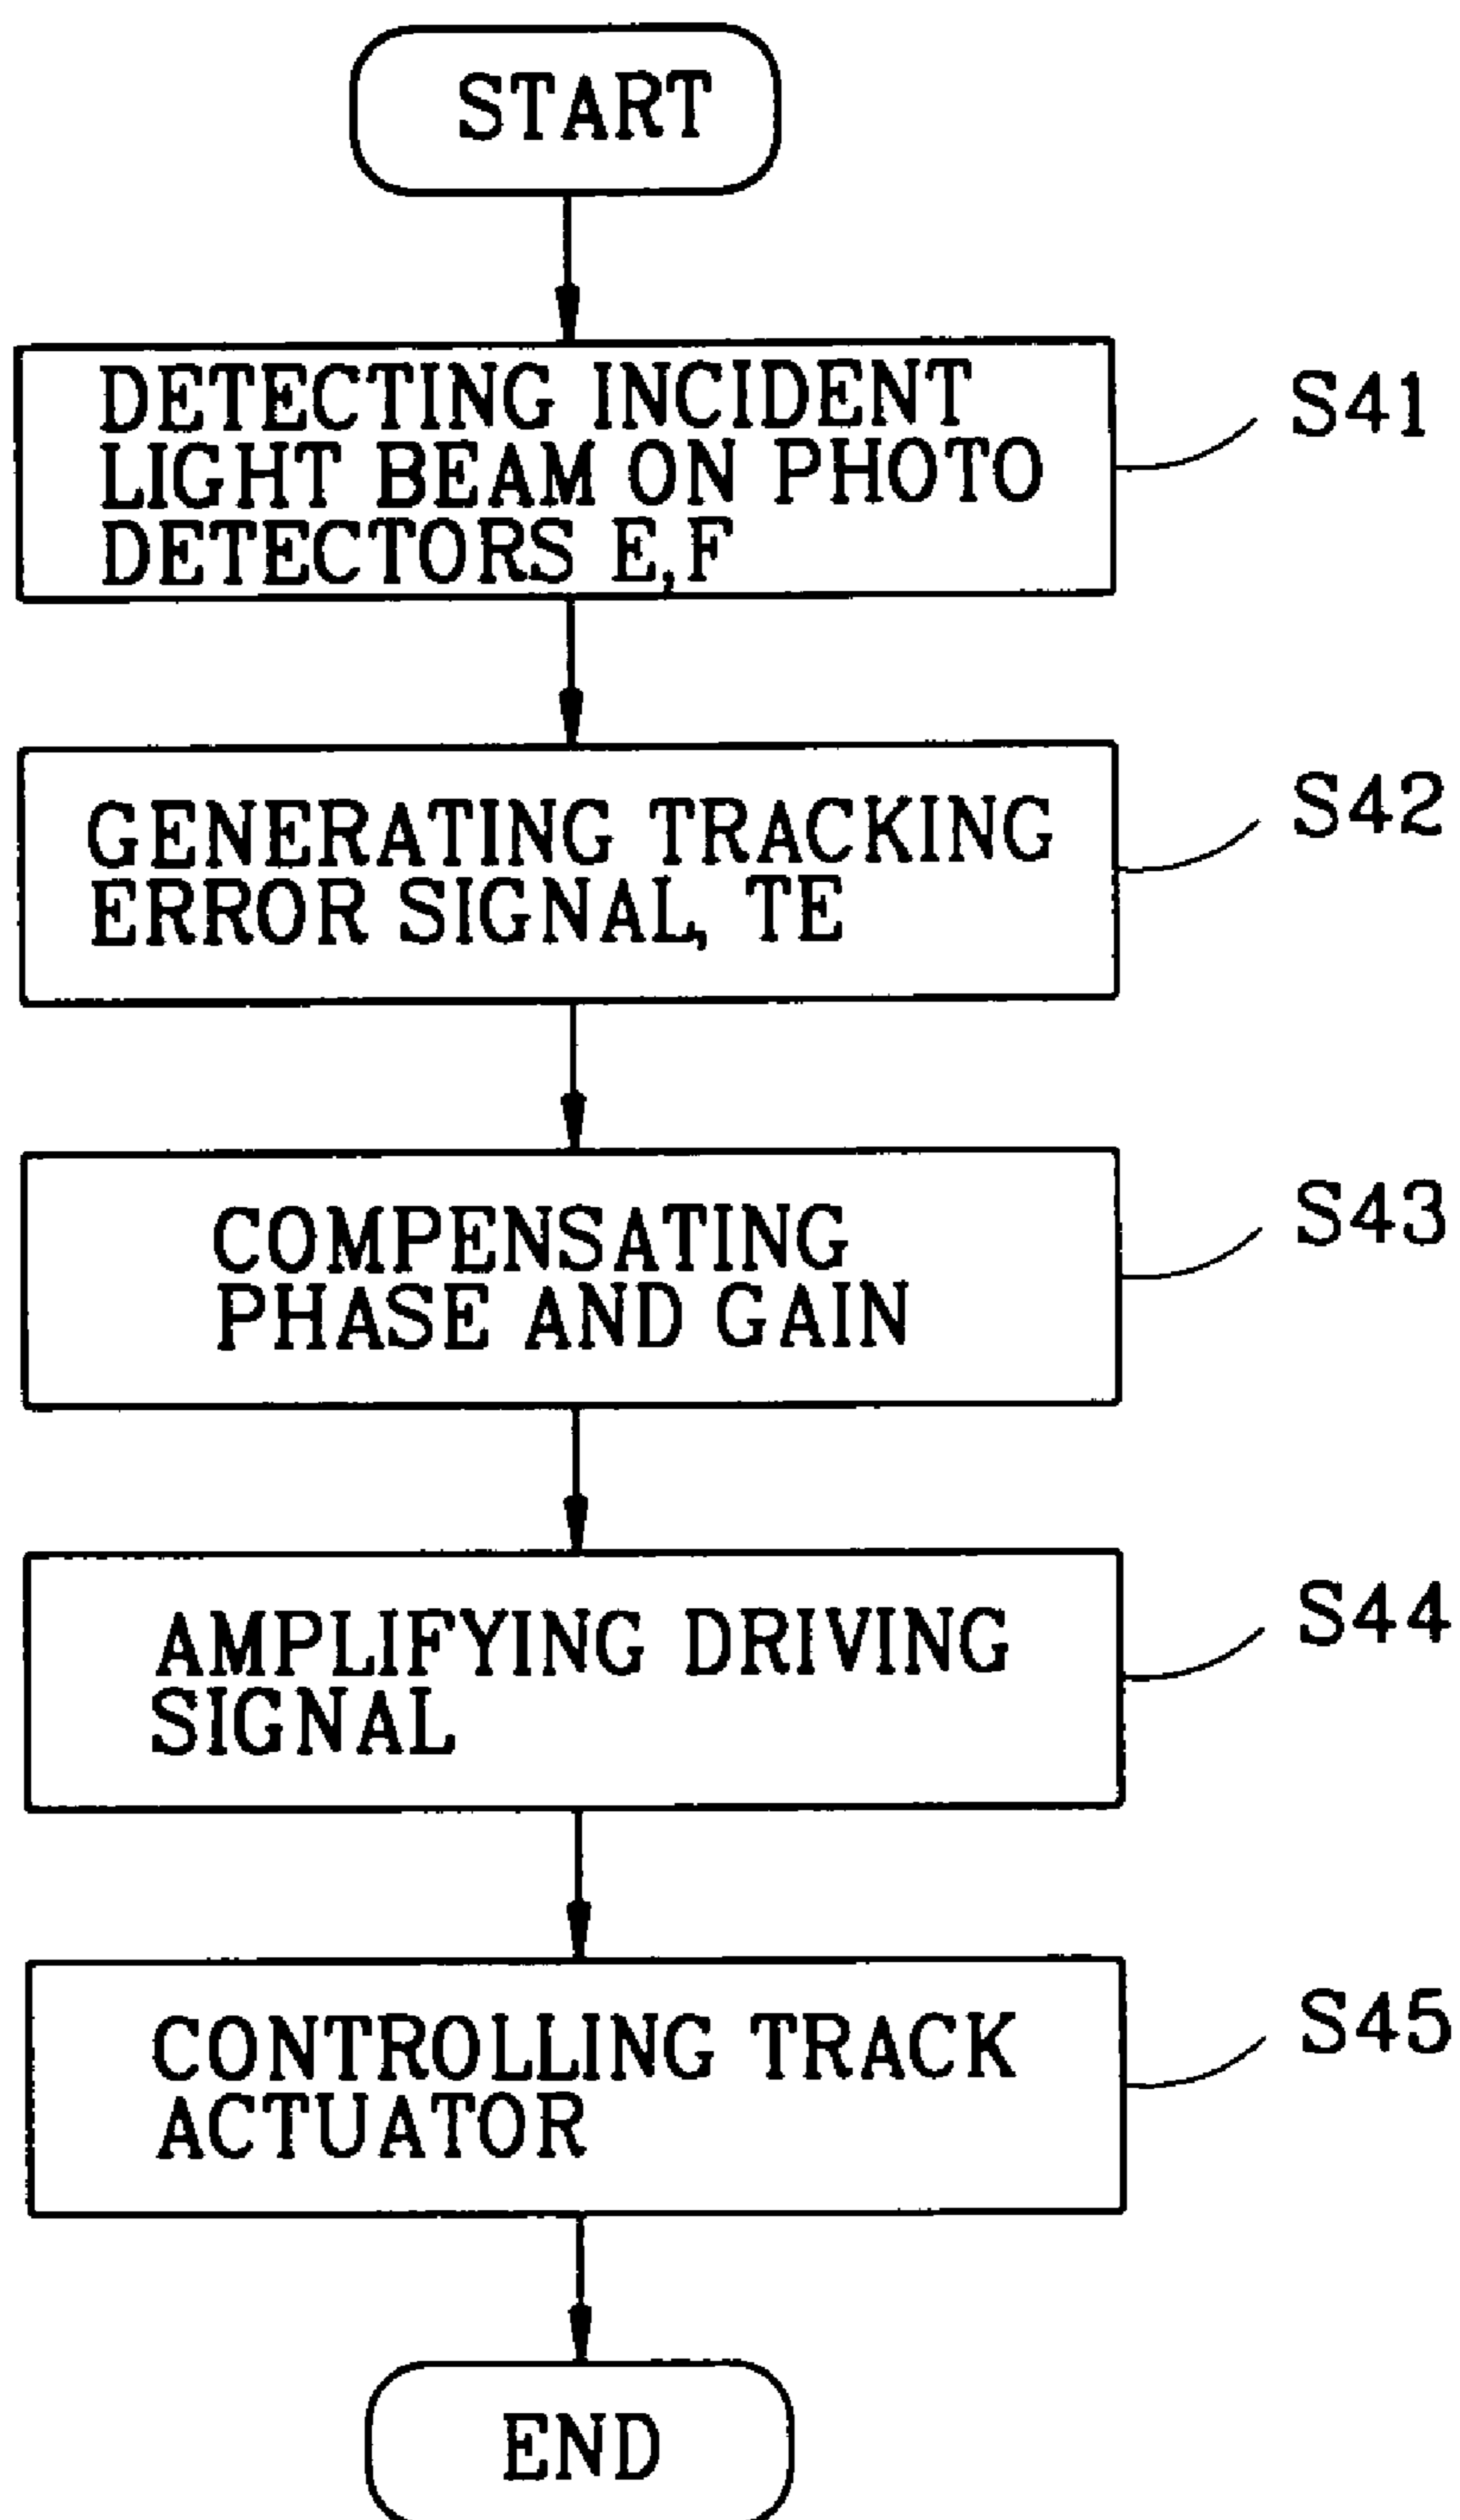 START
DETECTING INCIDENT
LIGHT BEAM ON PHOTO
DETECTORS E,F
S41
GENERATING TRACKING
ERROR SIGNAL, TE
S42
COMPENSATING
PHASE AND GAIN
S43
AMPLIFYING DRIVING
SIGNAL
S44
CONTROLLING TRACK
ACTUATOR
S45
END